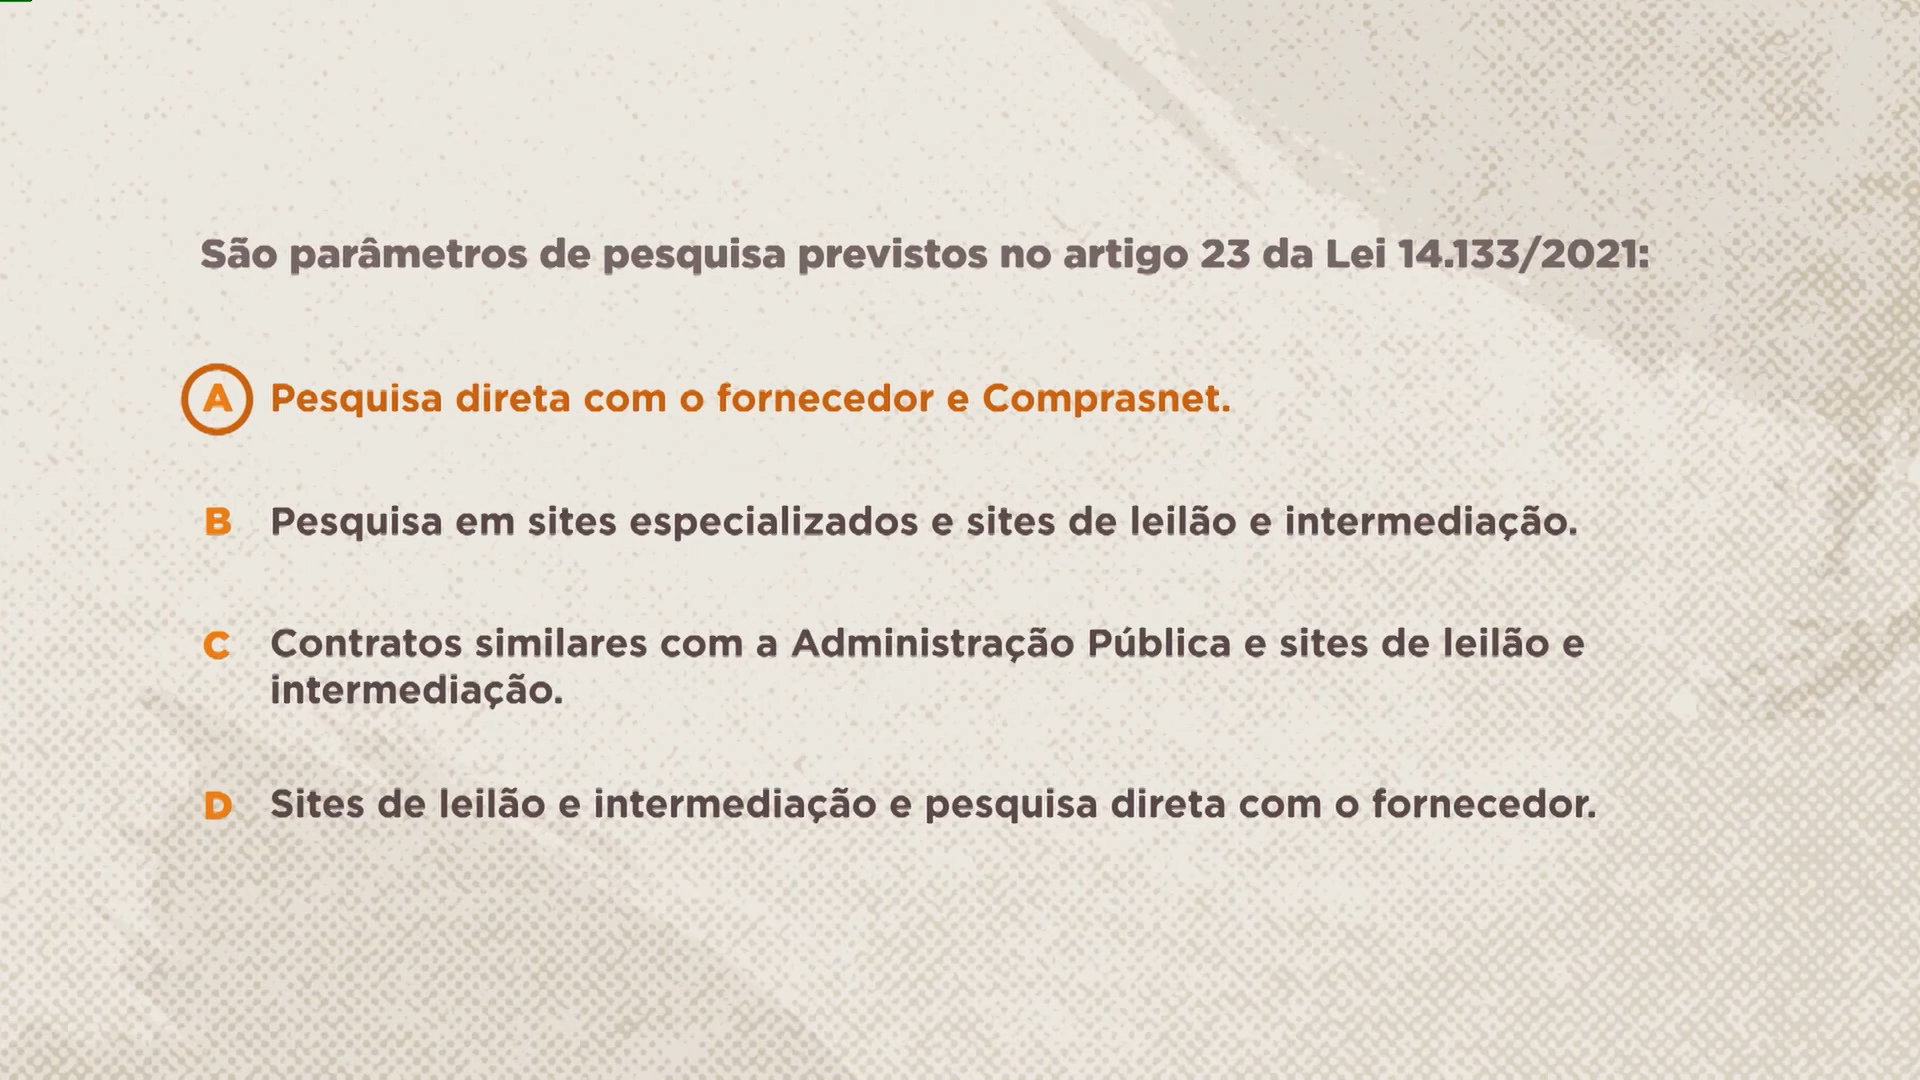 São parâmetros de pesquisa previstos no artigo 23 da Lei 14.133/2021:
A Pesquisa direta com o fornecedor e Comprasnet.
B Pesquisa em sites especializados e sites de leilão e intermediação.
C Contratos similares com a Administração Pública e sites de leilão e
intermediação.
D Sites de leilão e intermediação e pesquisa direta com o fornecedor.